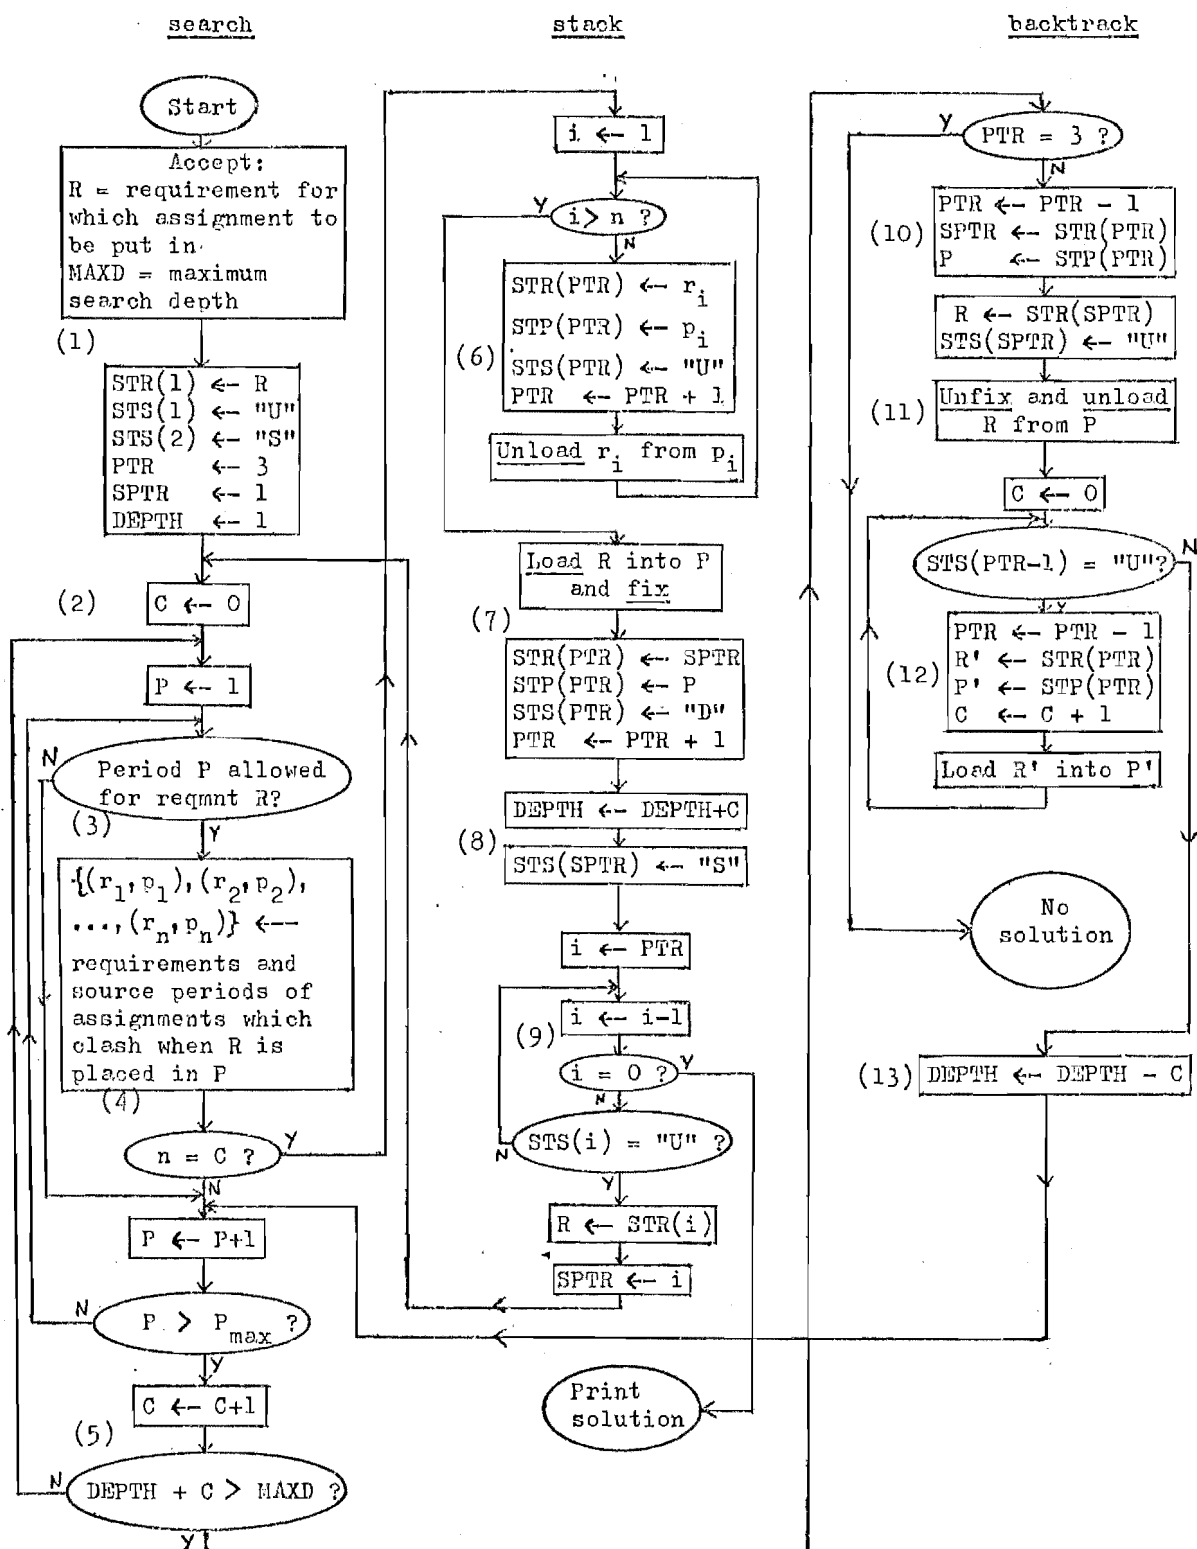 search
Start
Accept:
R = requirement for
which assignment to
be put in
MAXD = maximum
search depth
(1)
STR(1) ← R
STS(1) ← "U"
STS(2) ← "S"
PTR ← 3
SPTR ← 1
DEPTH ← 1
(2)
C ← 0
P ← 1
N
Period P allowed
for reqmnt R?
(3)
Y
{(r1,p1),(r2,p2),
...,(rn,pn)} ←
requirements and
source periods of
assignments which
clash when R is
placed in P
(4)
n = C ?
Y
N
P ← P+1
N
P > Pmax ?
Y
C ← C+1
(5)
N
DEPTH + C > MAXD ?
Y
stack
i ← 1
Y
i > n ?
N
STR(PTR) ← ri
STP(PTR) ← pi
(6)
STS(PTR) ← "U"
PTR ← PTR + 1
Unload ri from pi
Load R into P
and fix
(7)
STR(PTR) ← SPTR
STP(PTR) ← P
STS(PTR) ← "D"
PTR ← PTR + 1
DEPTH ← DEPTH+C
(8)
STS(SPTR) ← "S"
i ← PTR
i ← i-1
(9)
i = 0 ?
Y
N
STS(i) = "U" ?
N
Y
R ← STR(i)
SPTR ← i
Print
solution
backtrack
Y
PTR = 3 ?
N
PTR ← PTR - 1
(10)
SPTR ← STR(PTR)
P ← STP(PTR)
R ← STR(SPTR)
STS(SPTR) ← "U"
(11)
Unfix and unload
R from P
C ← 0
N
STS(PTR-1) = "U"?
Y
PTR ← PTR - 1
R' ← STR(PTR)
(12)
P' ← STP(PTR)
C ← C + 1
Load R' into P'
No
solution
(13)
DEPTH ← DEPTH - C